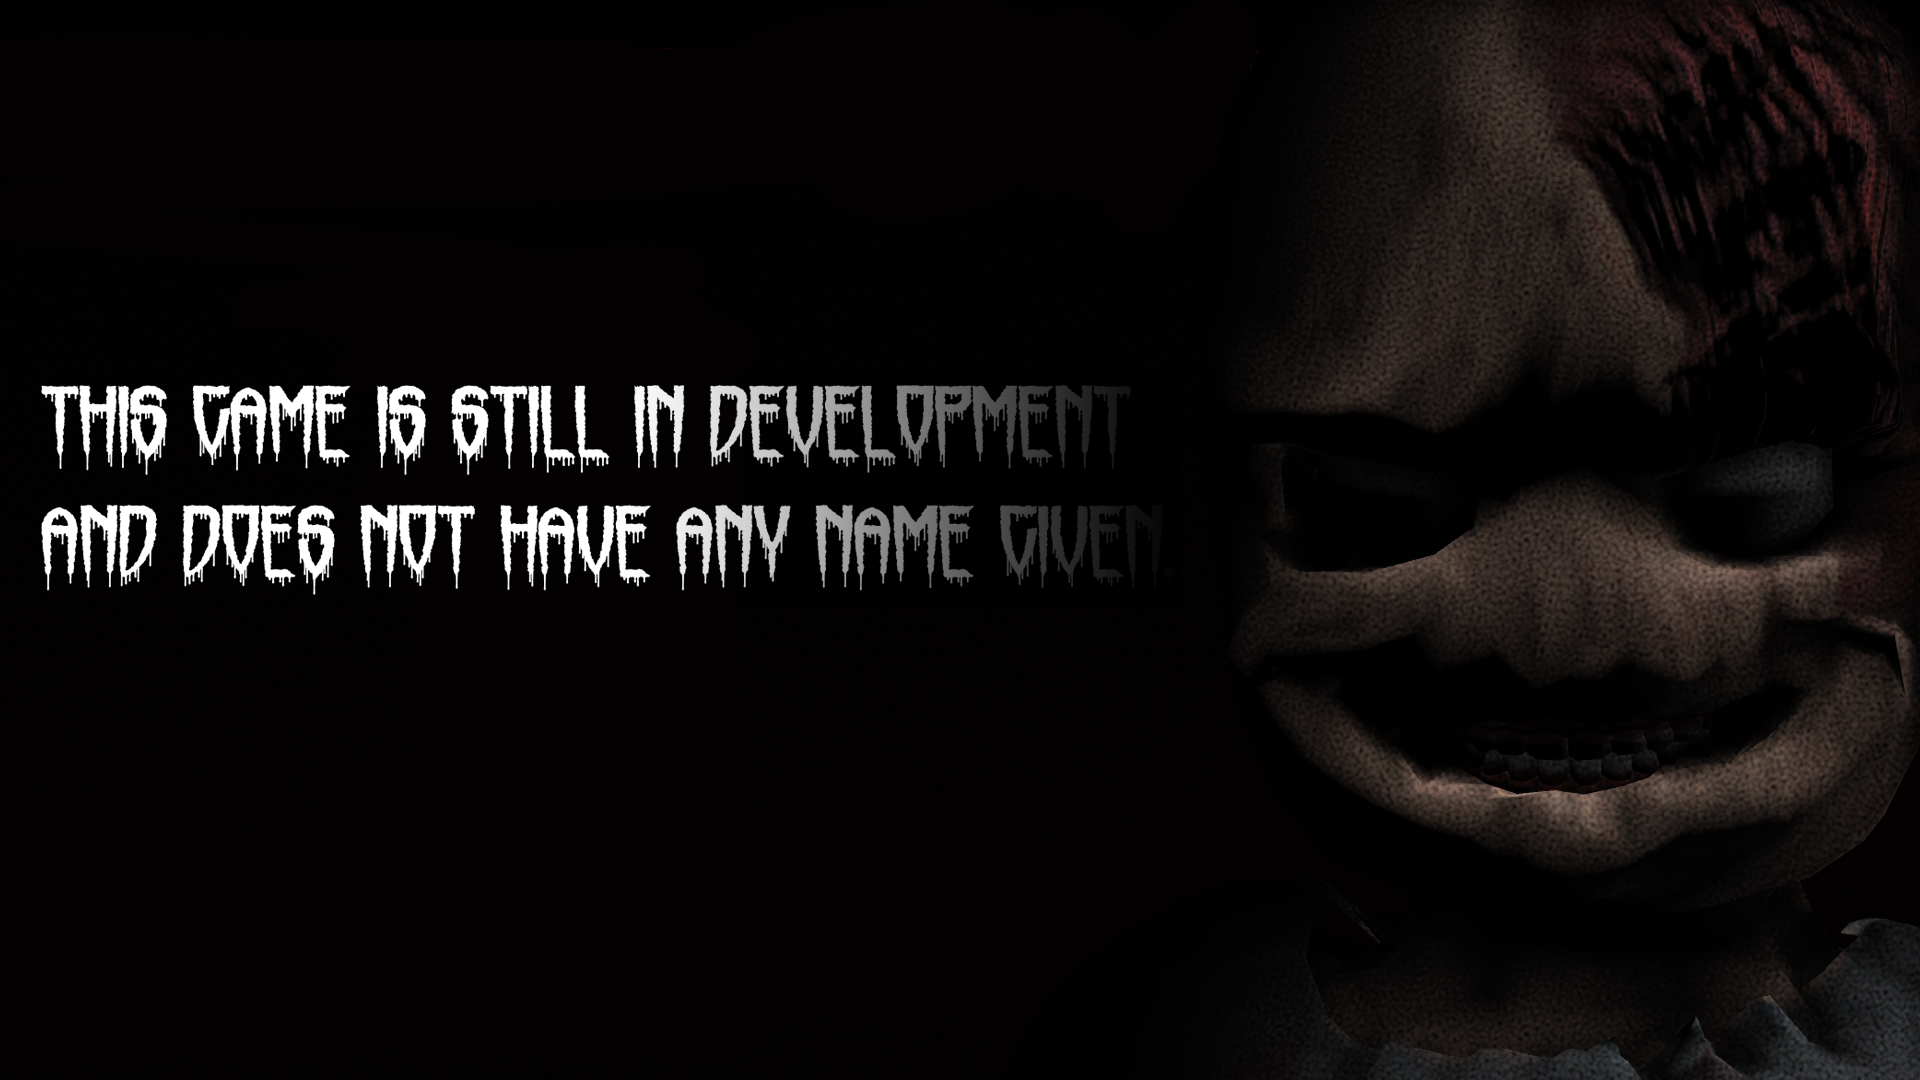 THIS GAME IS STILL IN DEVELOPMENT
AND DOES NOT HAVE ANY NAME GIVEN.